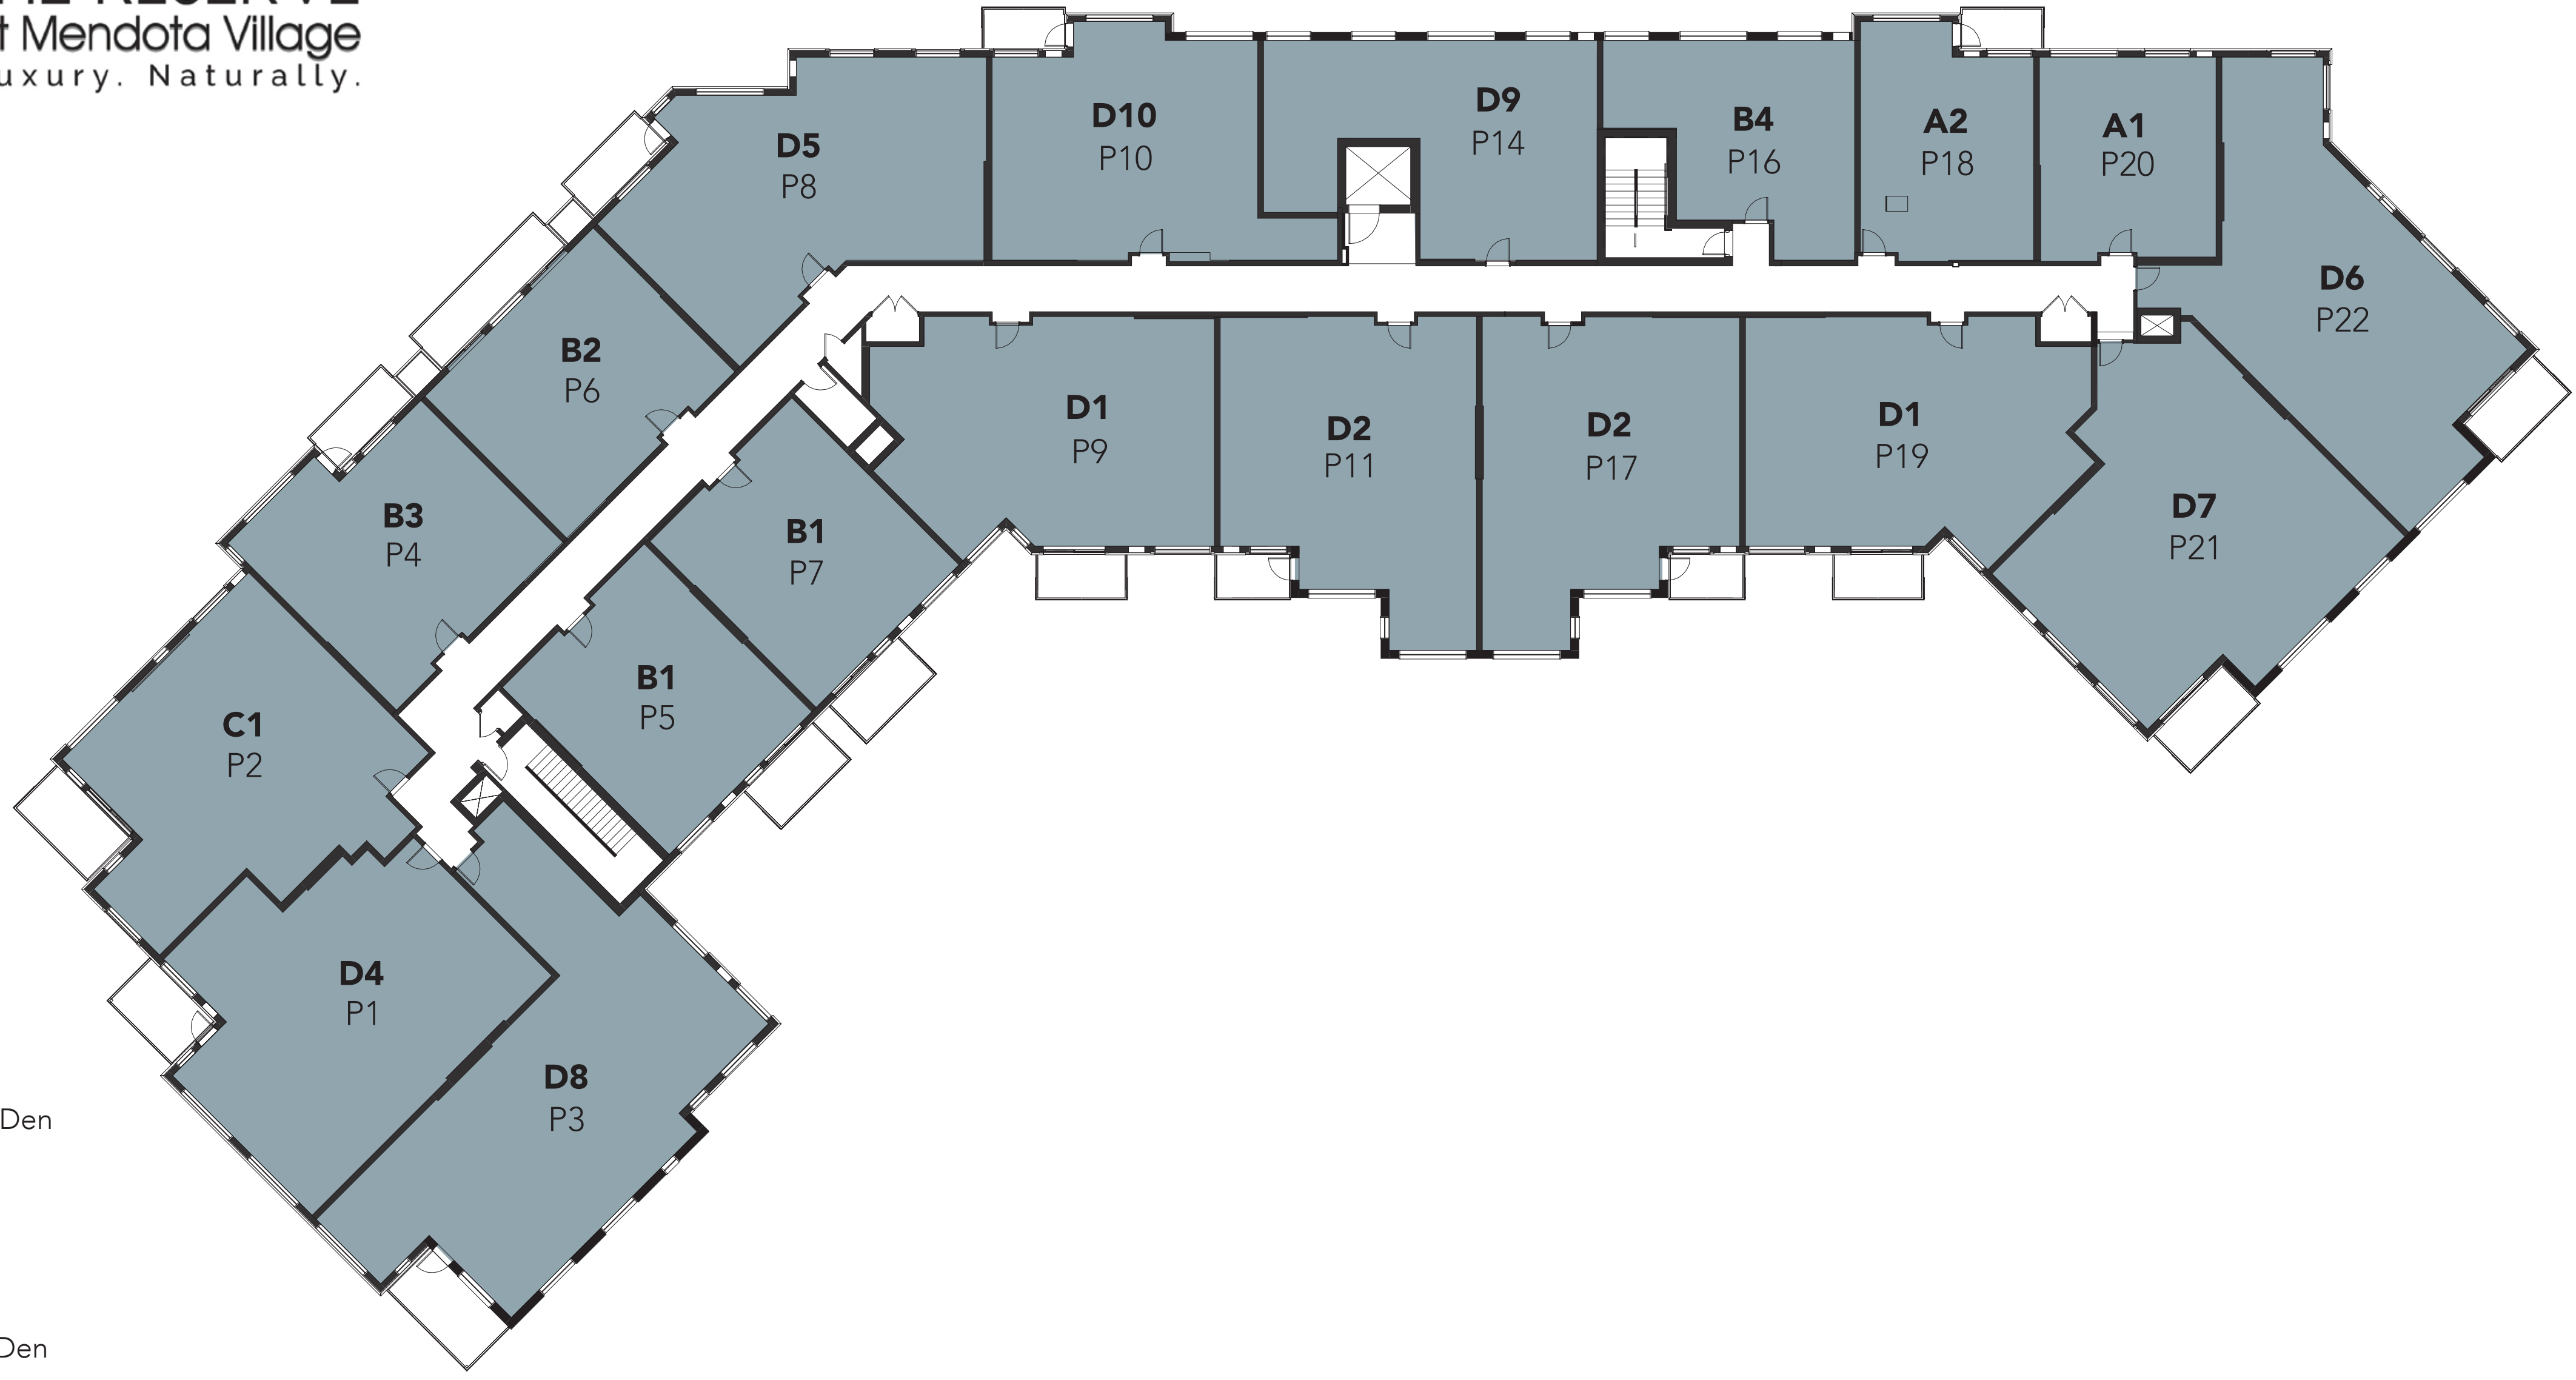 t Mendota Village
uxury. Naturally.
D5
P8
D10
P10
D9
P14
B4
P16
A2
P18
A1
P20
D6
P22
B2
P6
B3
P4
C1
P2
B1
P7
B1
P5
D1
P9
D2
P11
D2
P17
D1
P19
D7
P21
D4
P1
D8
P3
Den
Den